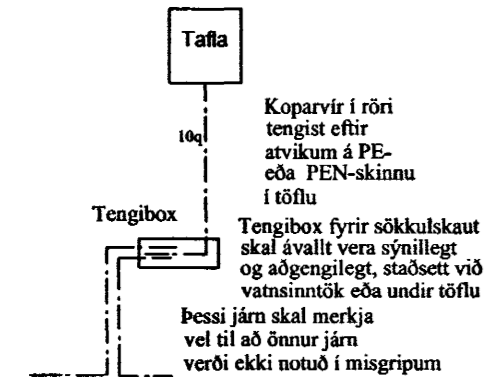 Tafla
Koparvír í röri
tengist eftir
10q
atvikum á PE-
eða PEN-skinnu
í töflu
Tengibox
Tengibox fyrir sökkulskaut
skal ávallt vera sýnillegt
og aðgengilegt, staðsett við
vatnsinntök eða undir töflu
Þessi járn skal merkja
vel til að önnur járn
verði ekki notuð í misgripum